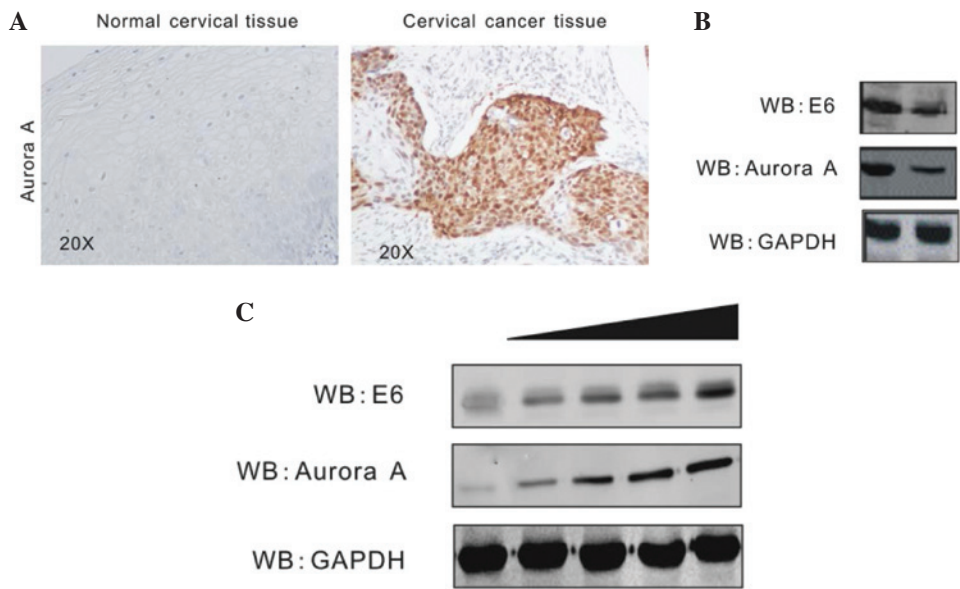 A
Normal cervical tissue
Cervical cancer tissue
Aurora A
20X
20X
B
WB:E6
WB:Aurora A
WB:GAPDH
C
WB:E6
WB:Aurora A
WB:GAPDH